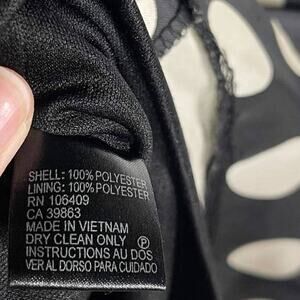 SHELL: 100% POLYESTER
LINING: 100% POLYESTER
RN 106409
CA 39863
MADE IN VIETNAM
DRY CLEAN ONLY Ⓟ
INSTRUCTIONS AU DOS
VER AL DORSO PARA CUIDADO